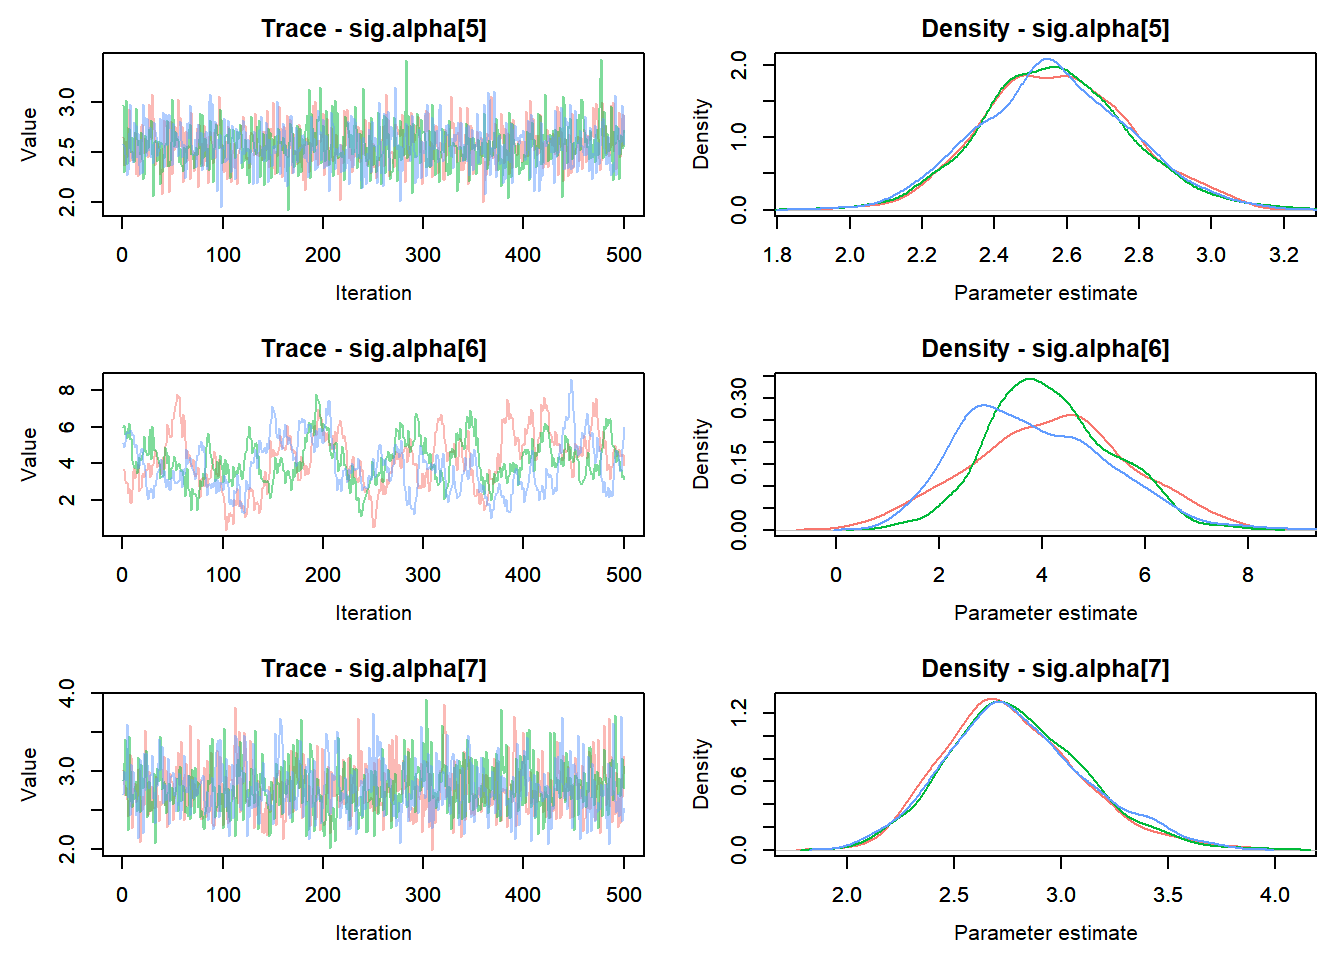 Trace - sig.alpha[5]
Value
2.0 2.5 3.0
0 100 200 300 400 500
Iteration
Density - sig.alpha[5]
Density
0.0 1.0 2.0
1.8 2.0 2.2 2.4 2.6 2.8 3.0 3.2
Parameter estimate
Trace - sig.alpha[6]
Value
2 4 6 8
0 100 200 300 400 500
Iteration
Density - sig.alpha[6]
Density
0.00 0.15 0.30
0 2 4 6 8
Parameter estimate
Trace - sig.alpha[7]
Value
2.0 3.0 4.0
0 100 200 300 400 500
Iteration
Density - sig.alpha[7]
Density
0.0 0.6 1.2
2.0 2.5 3.0 3.5 4.0
Parameter estimate